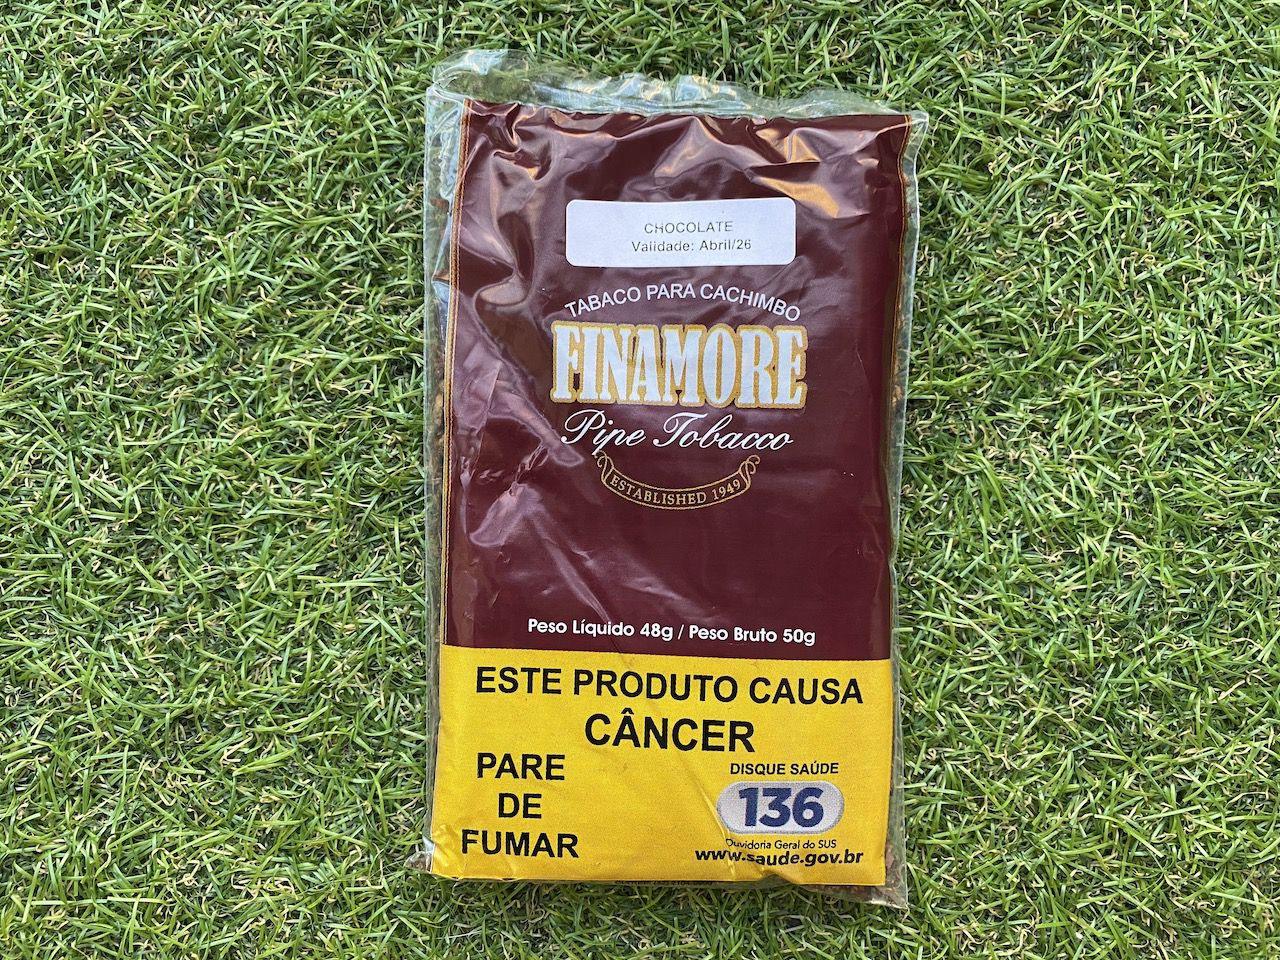 CHOCOLATE
Validade: Abril/26
TABACO PARA CACHIMBO
FINAMORE
Pipe Tobacco
ESTABLISHED 1949
Peso Líquido 48g / Peso Bruto 50g
ESTE PRODUTO CAUSA
CÂNCER
PARE
DE
FUMAR
DISQUE SAÚDE
136
Ouvidoria Geral do SUS
www.saude.gov.br